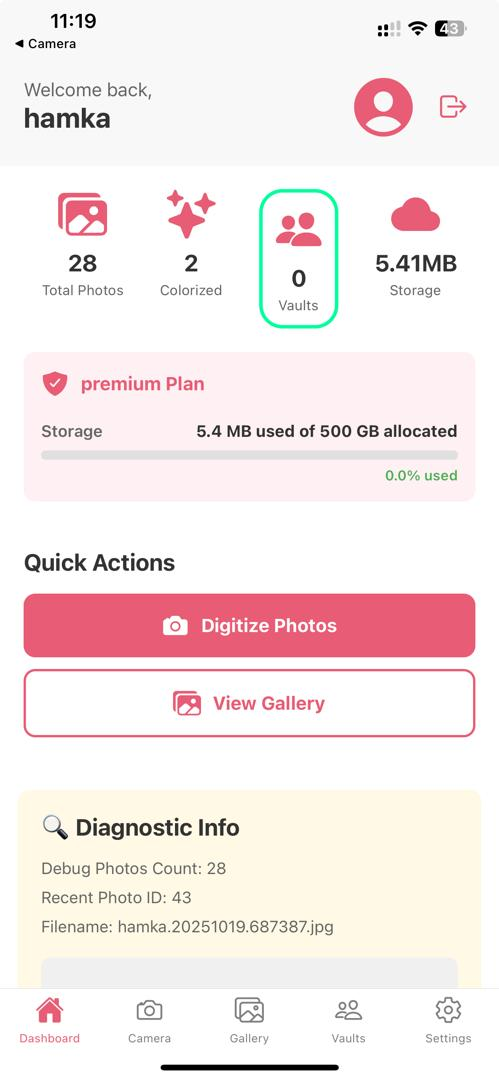 11:19
43
◀ Camera
Welcome back,
hamka
28
Total Photos
2
Colorized
0
Vaults
5.41MB
Storage
premium Plan
Storage 5.4 MB used of 500 GB allocated
0.0% used
Quick Actions
Digitize Photos
View Gallery
🔍 Diagnostic Info
Debug Photos Count: 28
Recent Photo ID: 43
Filename: hamka.20251019.687387.jpg
Dashboard Camera Gallery Vaults Settings